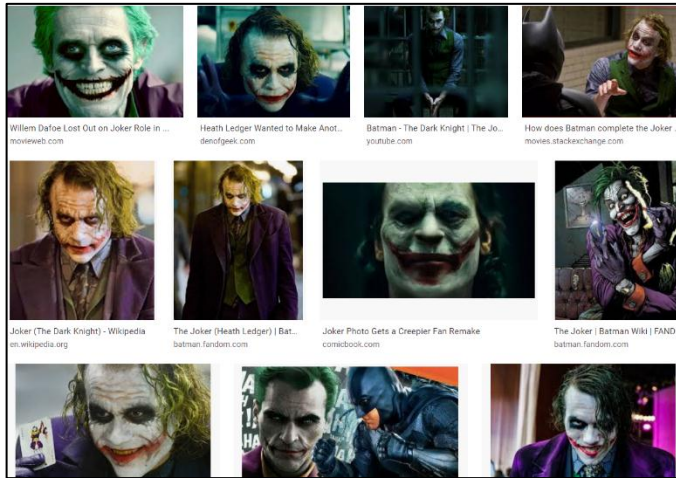 Willem Dafoe Lost Out on Joker Role in ...
movieweb.com
Heath Ledger Wanted to Make Anot...
denofgeek.com
Batman - The Dark Knight | The Jo...
youtube.com
How does Batman complete the Joker ...
movies.stackexchange.com
Joker (The Dark Knight) - Wikipedia
en.wikipedia.org
The Joker (Heath Ledger) | Bat...
batman.fandom.com
Joker Photo Gets a Creepier Fan Remake
comicbook.com
The Joker | Batman Wiki | FAND
batman.fandom.com